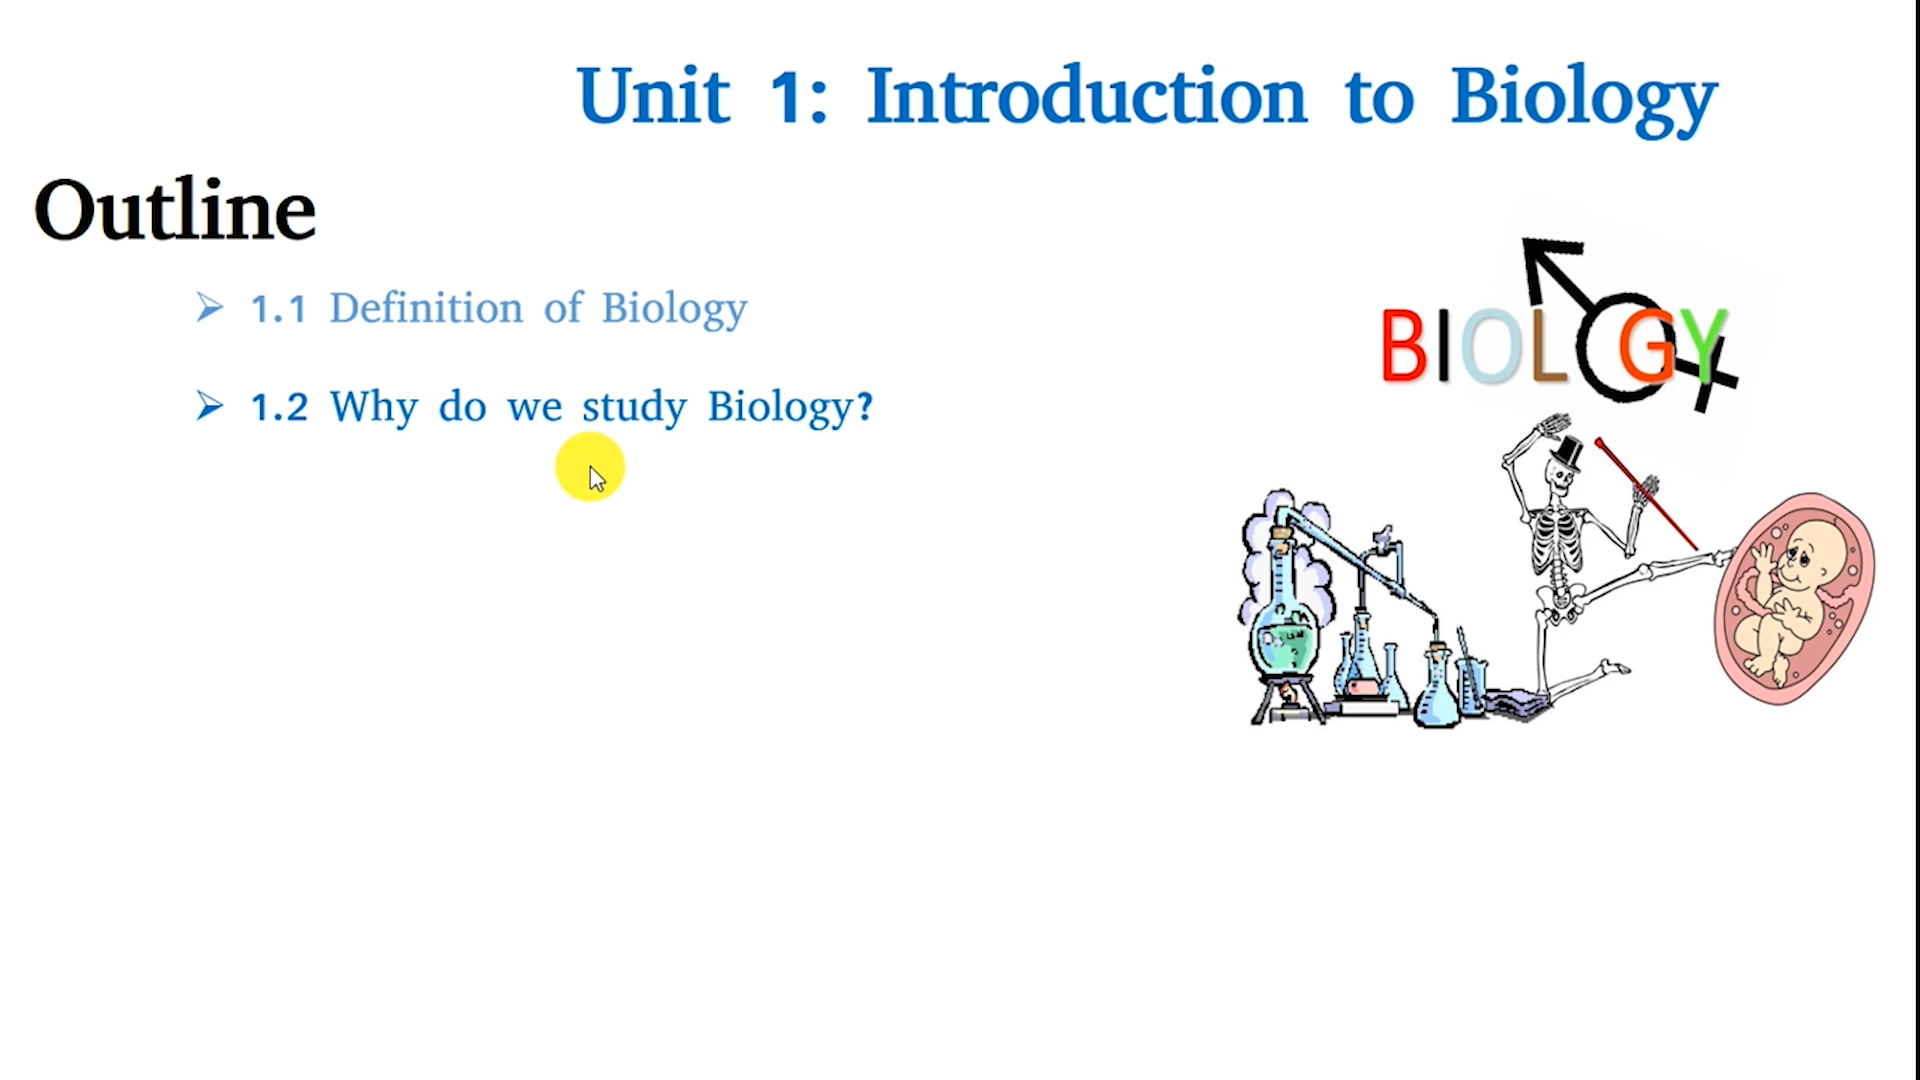 Unit 1: Introduction to Biology
Outline
➢ 1.1 Definition of Biology
➢ 1.2 Why do we study Biology?
BIOLOGY